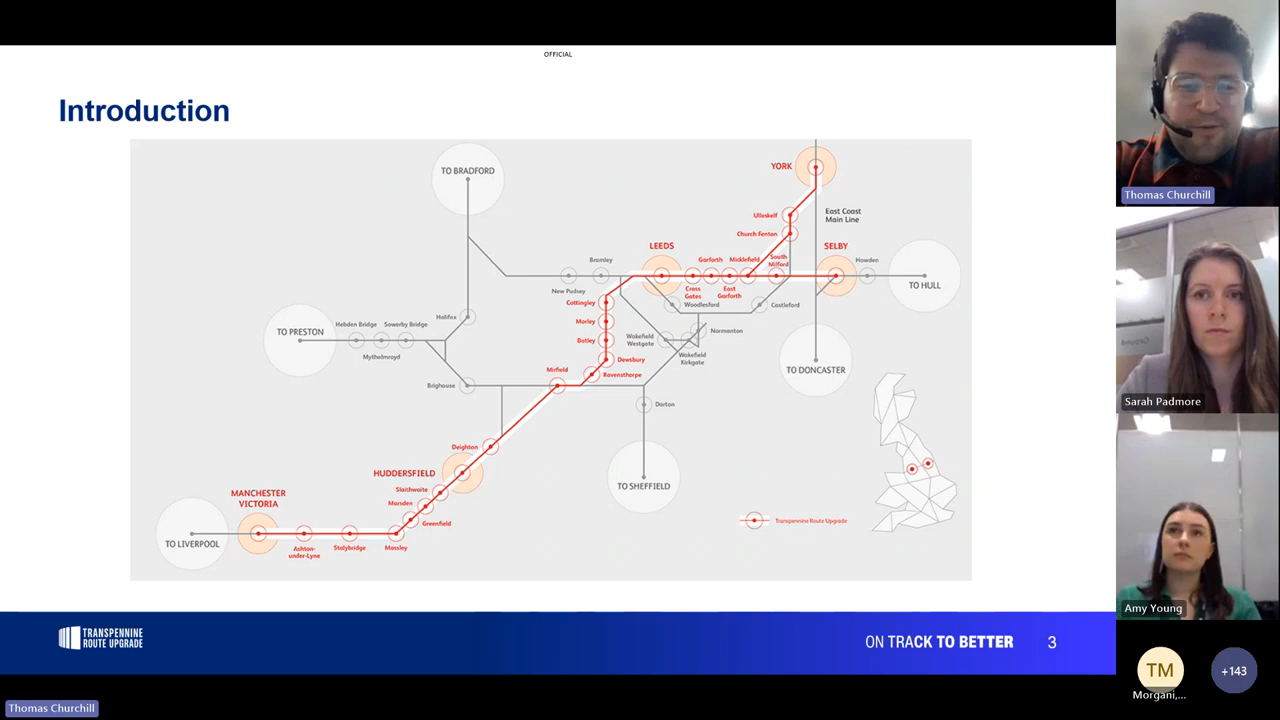 OFFICIAL
Introduction
TO BRADFORD
YORK
Ulleskelf
East Coast
Main Line
Church Fenton
LEEDS
SELBY
Bramley
Garforth
Micklefield
South
Milford
Howden
New Pudsey
Cross
Gates
East
Garforth
TO HULL
Cottingley
Woodlesford
Castleford
Halifax
Morley
TO PRESTON
Hebden Bridge
Sowerby Bridge
Normanton
Batley
Wakefield
Westgate
Mytholmroyd
Wakefield
Kirkgate
Dewsbury
Mirfield
Ravensthorpe
TO DONCASTER
Brighouse
Darton
Deighton
HUDDERSFIELD
TO SHEFFIELD
Slaithwaite
MANCHESTER
VICTORIA
Marsden
Greenfield
Transpennine Route Upgrade
TO LIVERPOOL
Ashton-
under-Lyne
Stalybridge
Mossley
TRANSPENNINE
ROUTE UPGRADE
ON TRACK TO BETTER
3
Thomas Churchill
Thomas Churchill
Sarah Padmore
Amy Young
TM
Morgani,...
+143